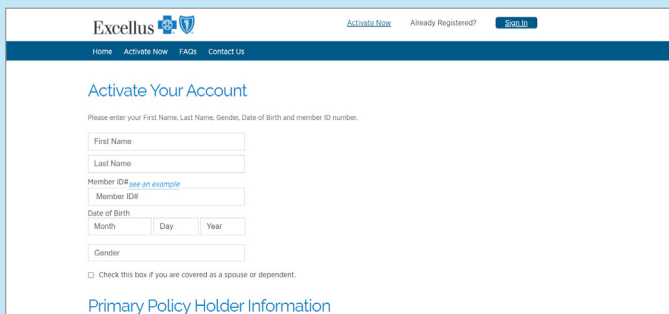 Excellus
Activate Now Already Registered? Sign In
Home Activate Now FAQs Contact Us
Activate Your Account
Please enter your First Name, Last Name, Gender, Date of Birth and member ID number.
First Name
Last Name
Member ID# see an example
Member ID#
Date of Birth
Month Day Year
Gender
Check this box if you are covered as a spouse or dependent.
Primary Policy Holder Information